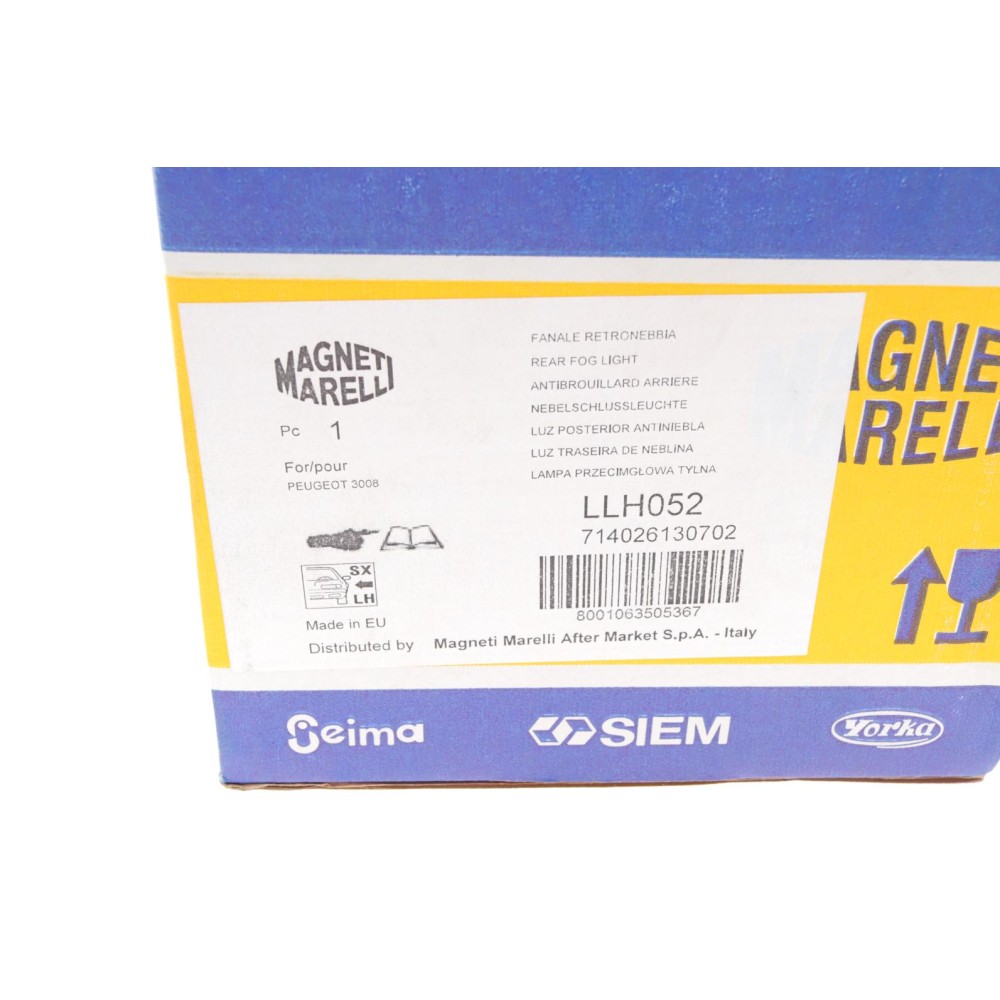 MAGNETI
MARELLI
Pc 1
For/pour
PEUGEOT 3008
SX
LH
Made in EU
Distributed by Magneti Marelli After Market S.p.A. - Italy
FANALE RETRONEBBIA
REAR FOG LIGHT
ANTIBROUILLARD ARRIERE
NEBELSCHLUSSLEUCHTE
LUZ POSTERIOR ANTINIEBLA
LUZ TRASEIRA DE NEBLINA
LAMPA PRZECIMGŁOWA TYLNA
LLH052
714026130702
8001063505367
AGNE
ARELL
Seima
SIEM
Yorka